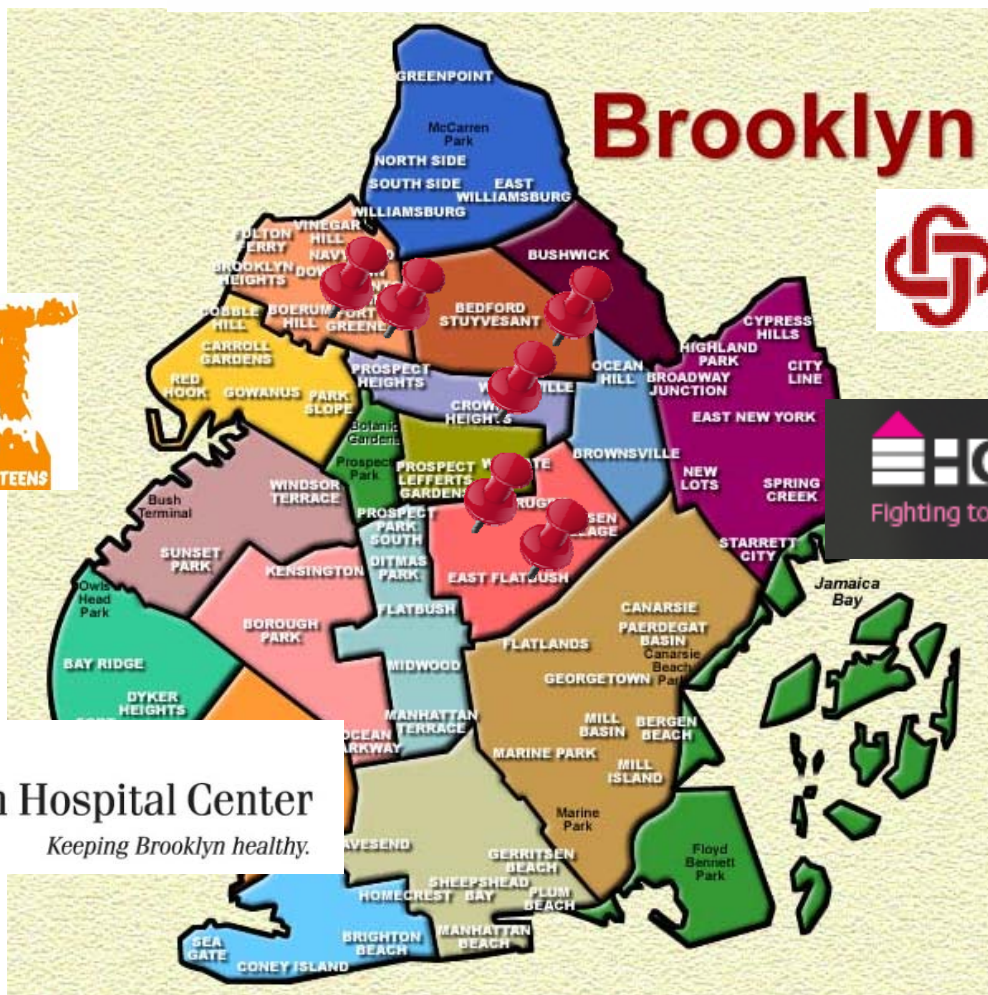 GREENPOINT
Brooklyn
McCarren
Park
NORTH SIDE
SOUTH SIDE
EAST
WILLIAMSBURG
WILLIAMSBURG
VINEGAR
HILL
FERRY
BROOKLYN
HEIGHTS
BUSHWICK
BEDFORD
STUYVESANT
COBBLE
HILL
BOERUM
HILL
FORT
GREENE
CARROLL
GARDENS
RED
HOOK
GOWANUS
PARK
SLOPE
PROSPECT
HEIGHTS
HEIGHTS
OCEAN
HILL
CYPRESS
HILLS
HIGHLAND
PARK
BROADWAY
JUNCTION
CITY
LINE
EAST NEW YORK
TEENS
Botanic
Gardens
Prospect
Park
PROSPECT
LEFFERTS
GARDENS
BROWNSVILLE
NEW
LOTS
SPRING
CREEK
Fighting to
WINDSOR
TERRACE
Bush
Terminal
PROSPECT
PARK
SOUTH
STARRETT
CITY
SUNSET
PARK
KENSINGTON
DITMAS
PARK
EAST FLATBUSH
Owls
Head
Park
Jamaica
Bay
FLATBUSH
CANARSIE
BOROUGH
PARK
PAERDEGAT
BASIN
FLATLANDS
Canarsie
Beach
Park
BAY RIDGE
MIDWOOD
GEORGETOWN
DYKER
HEIGHTS
MANHATTAN
TERRACE
MILL
BASIN
BERGEN
BEACH
OCEAN
MARINE PARK
MILL
ISLAND
Hospital Center
Keeping Brooklyn healthy.
Marine
Park
Floyd
Bennett
Park
GERRITSEN
BEACH
HOMECREST
SHEEPSHEAD
BAY
PLUM
BEACH
SEA
GATE
BRIGHTON
BEACH
MANHATTAN
BEACH
CONEY ISLAND